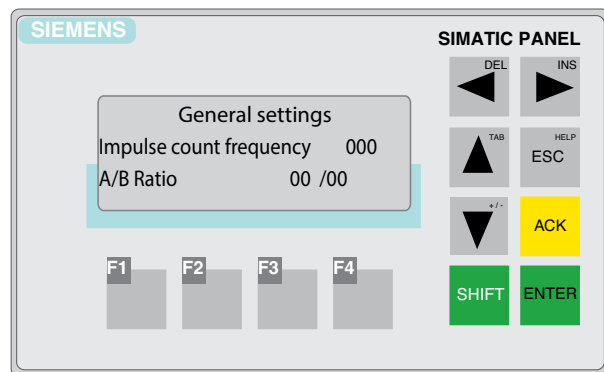 SIEMENS
SIMATIC PANEL
DEL
INS
General settings
Impulse count frequency 000
A/B Ratio 00 /00
TAB
HELP
ESC
+/-
ACK
F1 F2 F3 F4
SHIFT ENTER